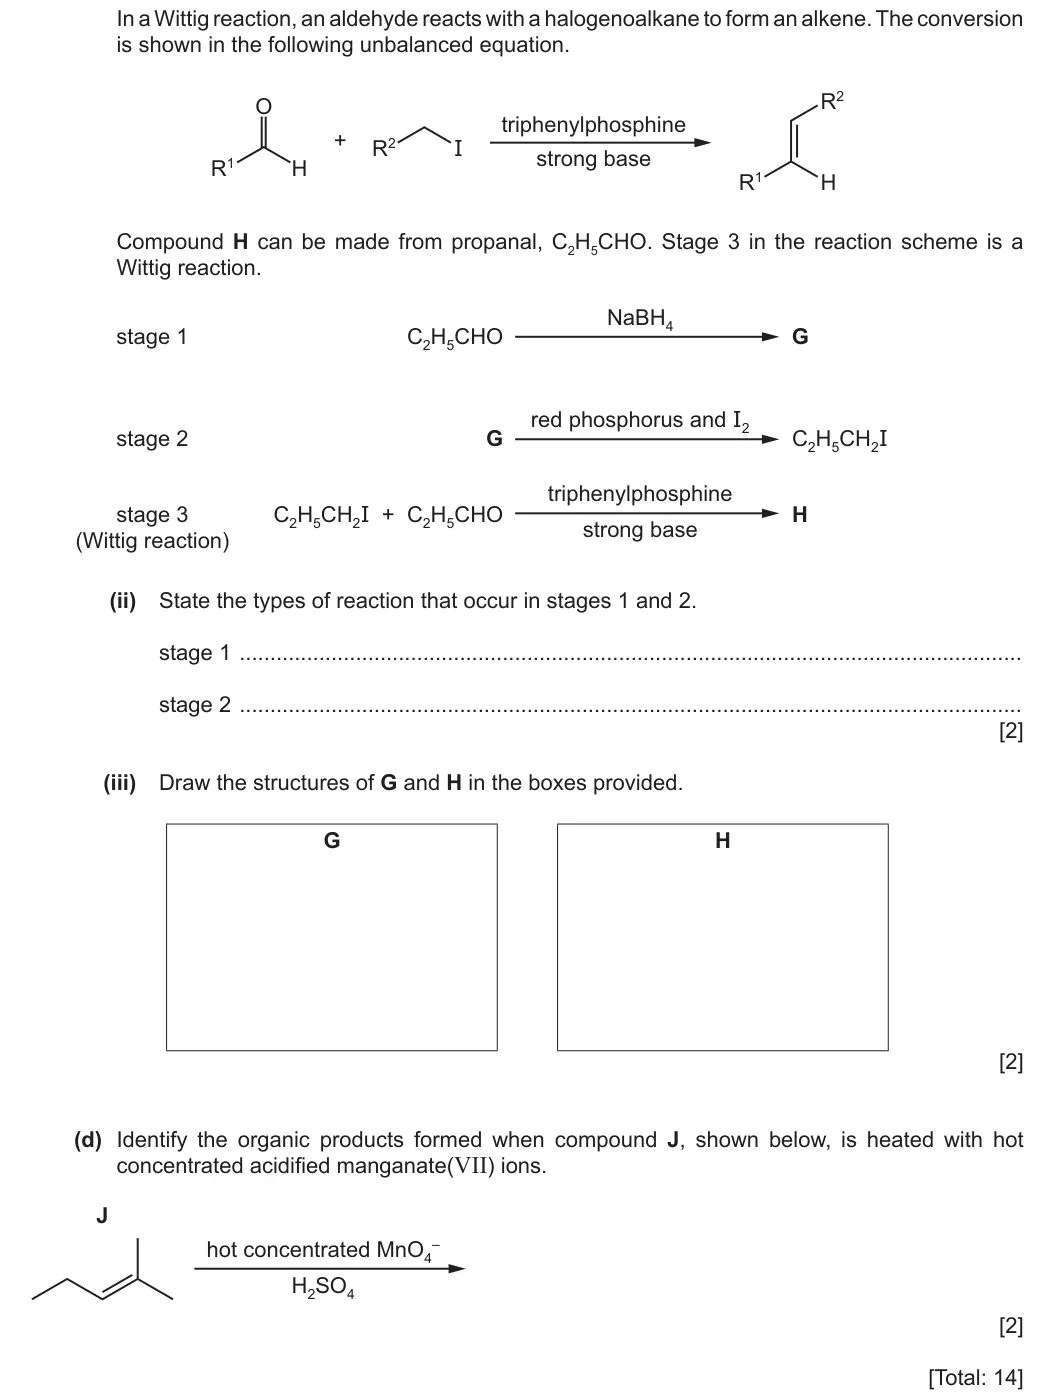 In a Wittig reaction, an aldehyde reacts with a halogenoalkane to form an alkene. The conversion
is shown in the following unbalanced equation.
O
R¹
H
+
R²
I
triphenylphosphine
strong base
R²
R¹
H
Compound H can be made from propanal, C₂H₅CHO. Stage 3 in the reaction scheme is a
Wittig reaction.
stage 1 C₂H₅CHO NaBH₄ G
stage 2 G red phosphorus and I₂ C₂H₅CH₂I
stage 3 C₂H₅CH₂I + C₂H₅CHO triphenylphosphine H
(Wittig reaction) strong base
(ii) State the types of reaction that occur in stages 1 and 2.
stage 1 ....................................................................................................................................
stage 2 ....................................................................................................................................
[2]
(iii) Draw the structures of G and H in the boxes provided.
G H
[2]
(d) Identify the organic products formed when compound J, shown below, is heated with hot
concentrated acidified manganate(VII) ions.
J
hot concentrated MnO₄⁻
H₂SO₄
[2]
[Total: 14]